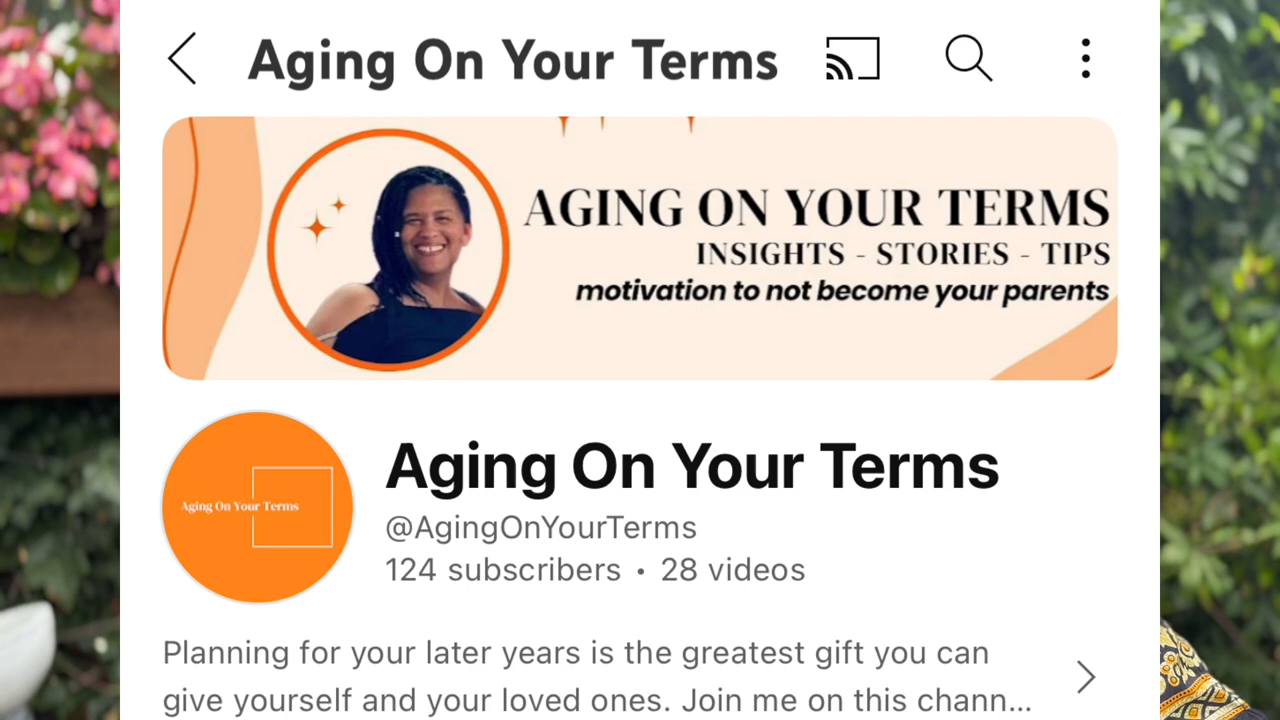 Aging On Your Terms
AGING ON YOUR TERMS
INSIGHTS - STORIES - TIPS
motivation to not become your parents
Aging On Your Terms
Aging On Your Terms
@AgingOnYourTerms
124 subscribers • 28 videos
Planning for your later years is the greatest gift you can
give yourself and your loved ones. Join me on this chann...